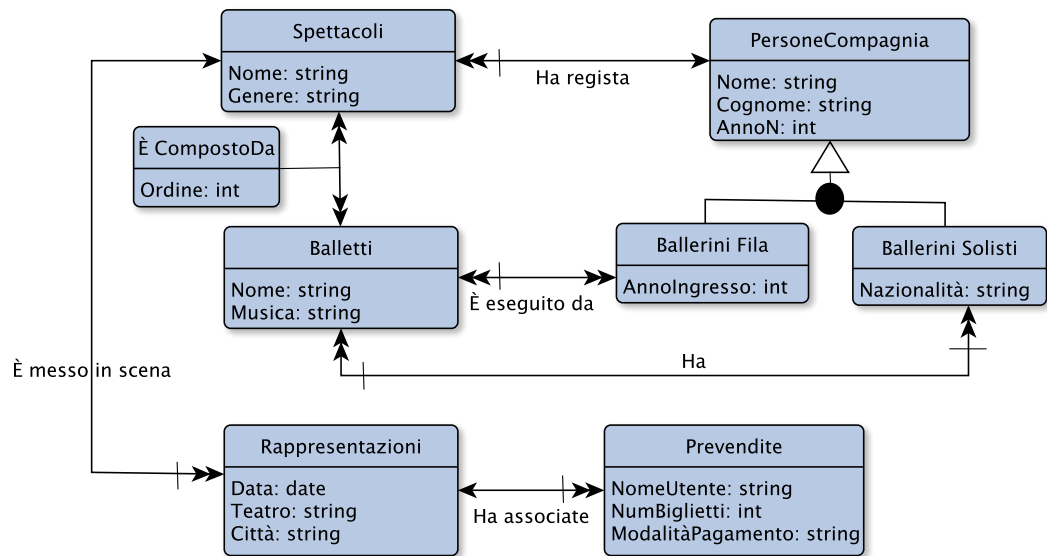 Spettacoli
Nome: string
Genere: string
Ha regista
PersoneCompagnia
Nome: string
Cognome: string
AnnoN: int
È CompostoDa
Ordine: int
Balletti
Nome: string
Musica: string
È eseguito da
Ballerini Fila
AnnoIngresso: int
Ballerini Solisti
Nazionalità: string
Ha
È messo in scena
Rappresentazioni
Data: date
Teatro: string
Città: string
Ha associate
Prevendite
NomeUtente: string
NumBiglietti: int
ModalitàPagamento: string